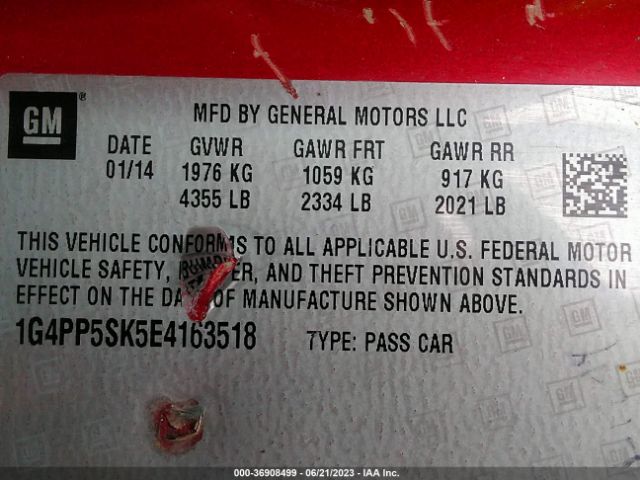 GM ®
MFD BY GENERAL MOTORS LLC
DATE GVWR GAWR FRT GAWR RR
01/14 1976 KG 1059 KG 917 KG
4355 LB 2334 LB 2021 LB
THIS VEHICLE CONFORMS TO ALL APPLICABLE U.S. FEDERAL MOTOR
VEHICLE SAFETY, AND THEFT PREVENTION STANDARDS IN
EFFECT ON THE OF MANUFACTURE SHOWN ABOVE.
1G4PP5SK5E4163518 TYPE: PASS CAR
000-36908499 - 06/21/2023 - IAA Inc.